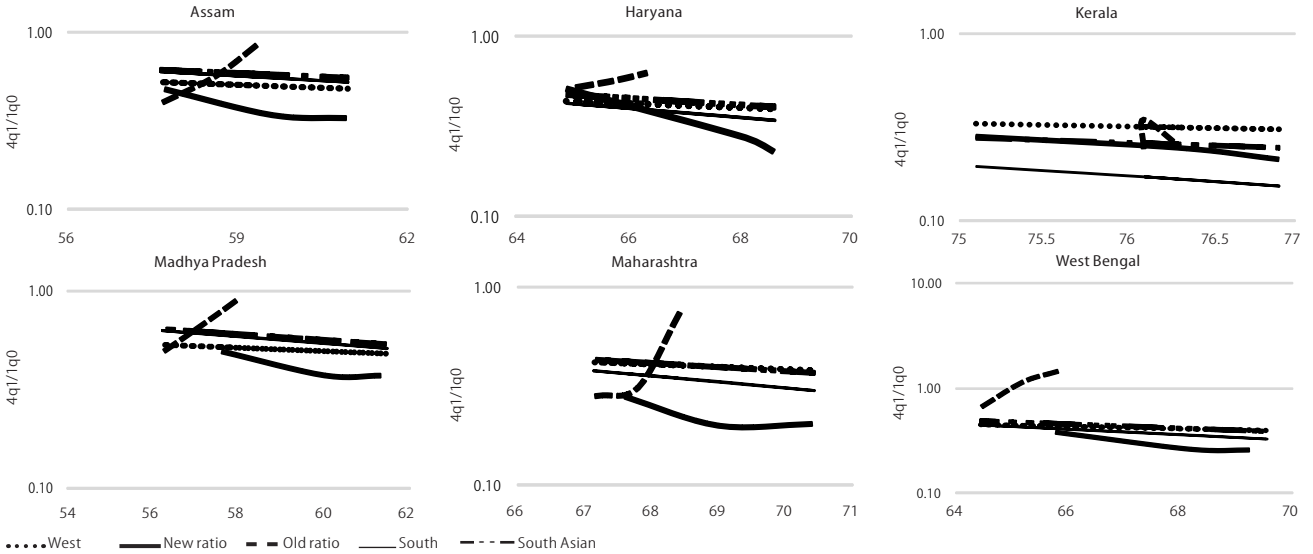 Assam
1.00
4q1/1q0
0.10
56 59 62
Haryana
1.00
4q1/1q0
0.10
64 66 68 70
Kerala
1.00
4q1/1q0
0.10
75 75.5 76 76.5 77
Madhya Pradesh
1.00
4q1/1q0
0.10
54 56 58 60 62
Maharashtra
1.00
4q1/1q0
0.10
66 67 68 69 70 71
West Bengal
10.00
1.00
4q1/1q0
0.10
64 66 68 70
West New ratio Old ratio South South Asian